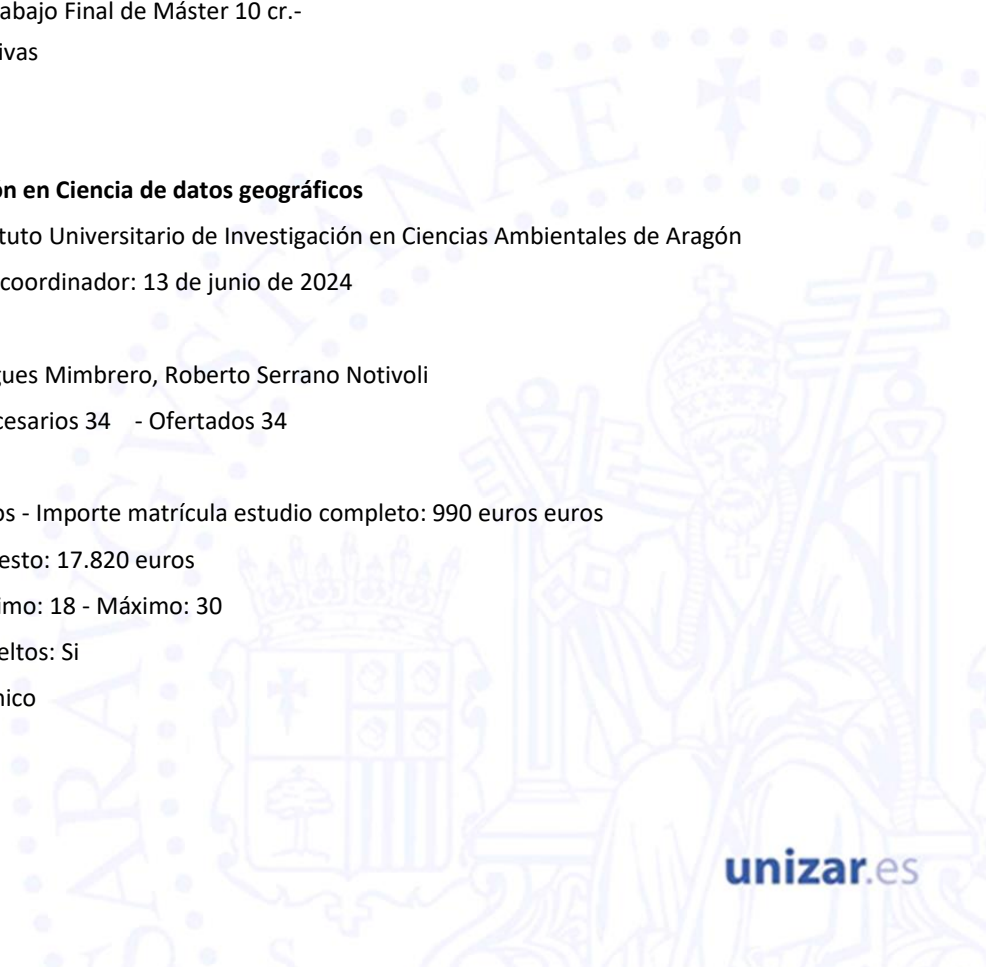 abajo Final de Máster 10 cr.-
ivas
ón en Ciencia de datos geográficos
tuto Universitario de Investigación en Ciencias Ambientales de Aragón
coordinador: 13 de junio de 2024
gues Mimbrero, Roberto Serrano Notivoli
cesarios 34 - Ofertados 34
os - Importe matrícula estudio completo: 990 euros euros
esto: 17.820 euros
imo: 18 - Máximo: 30
eltos: Si
nico
unizar.es